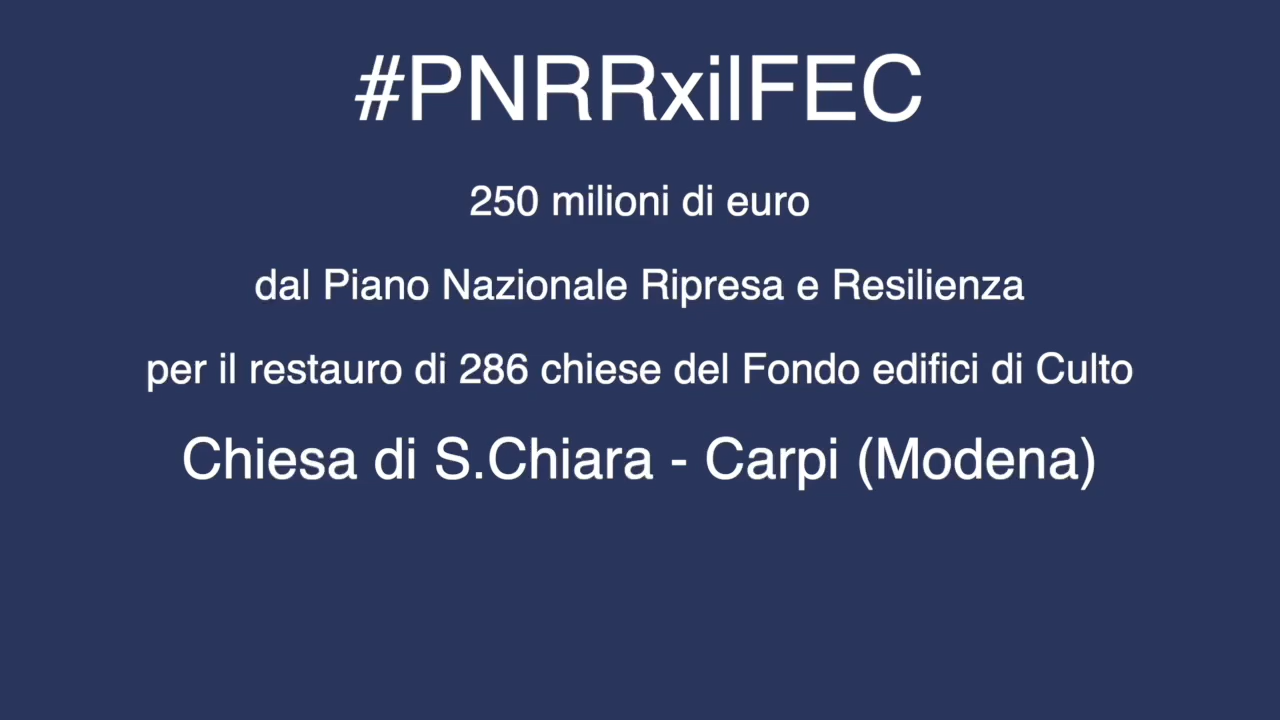 #PNRRxilFEC
250 milioni di euro
dal Piano Nazionale Ripresa e Resilienza
per il restauro di 286 chiese del Fondo edifici di Culto
Chiesa di S.Chiara - Carpi (Modena)